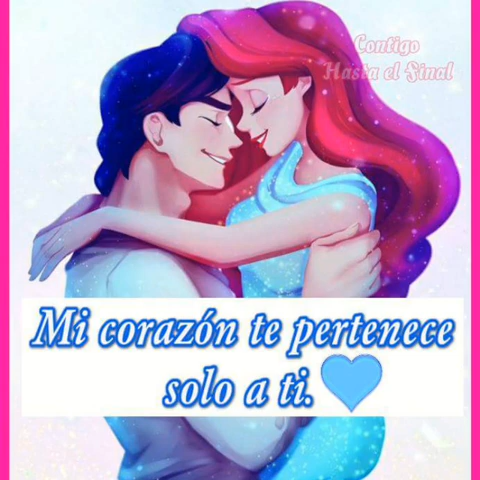 Contigo
Hasta el Final
Mi corazón te pertenece
solo a ti.